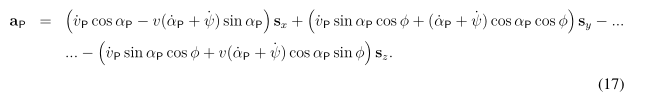 a_P = (v̇_P cos α_P − v(α̇_P + ψ̇) sin α_P) s_x + (v̇_P sin α_P cos ϕ + (α̇_P + ψ̇) cos α_P cos ϕ) s_y − ...
... − (v̇_P sin α_P cos ϕ + v(α̇_P + ψ̇) cos α_P sin ϕ) s_z.
(17)